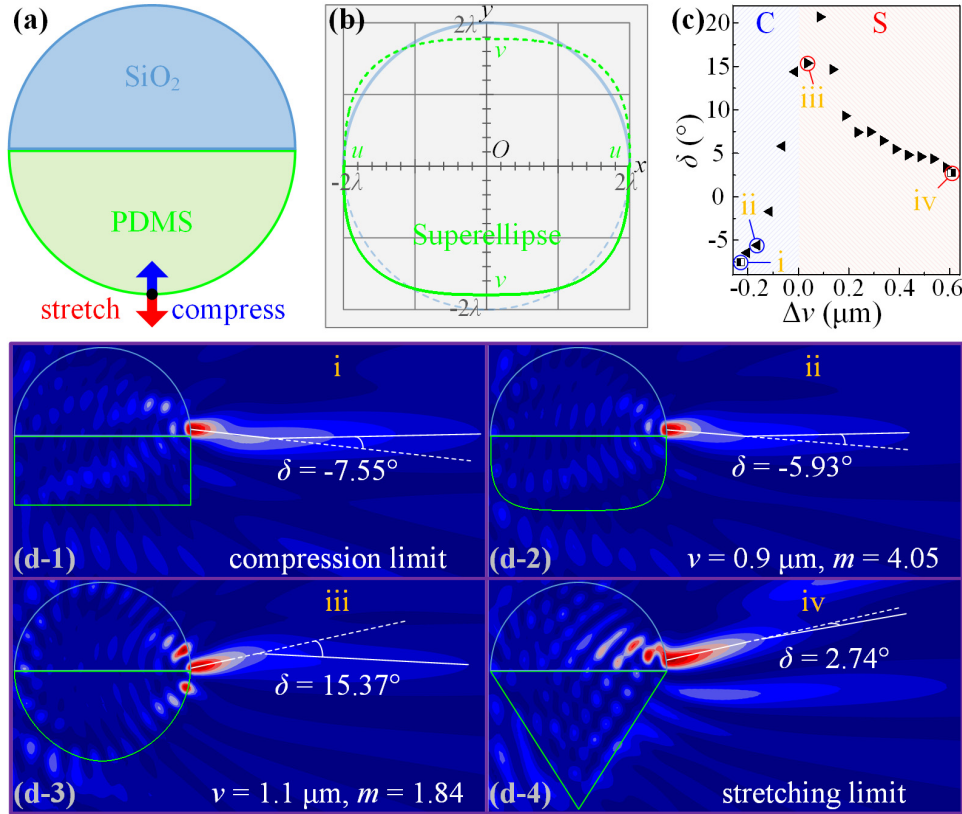 (a)
SiO₂
PDMS
stretch
compress
(b)
y
2λ
v
u
O
u
x
-2λ
2λ
Superellipse
v
-2λ
(c)
C
S
20
15
10
5
0
-5
δ (°)
iii
ii
i
iv
-0.2 0.0 0.2 0.4 0.6
Δv (μm)
i
δ = -7.55°
(d-1)
compression limit
ii
δ = -5.93°
(d-2)
v = 0.9 μm, m = 4.05
iii
δ = 15.37°
(d-3)
v = 1.1 μm, m = 1.84
iv
δ = 2.74°
(d-4)
stretching limit